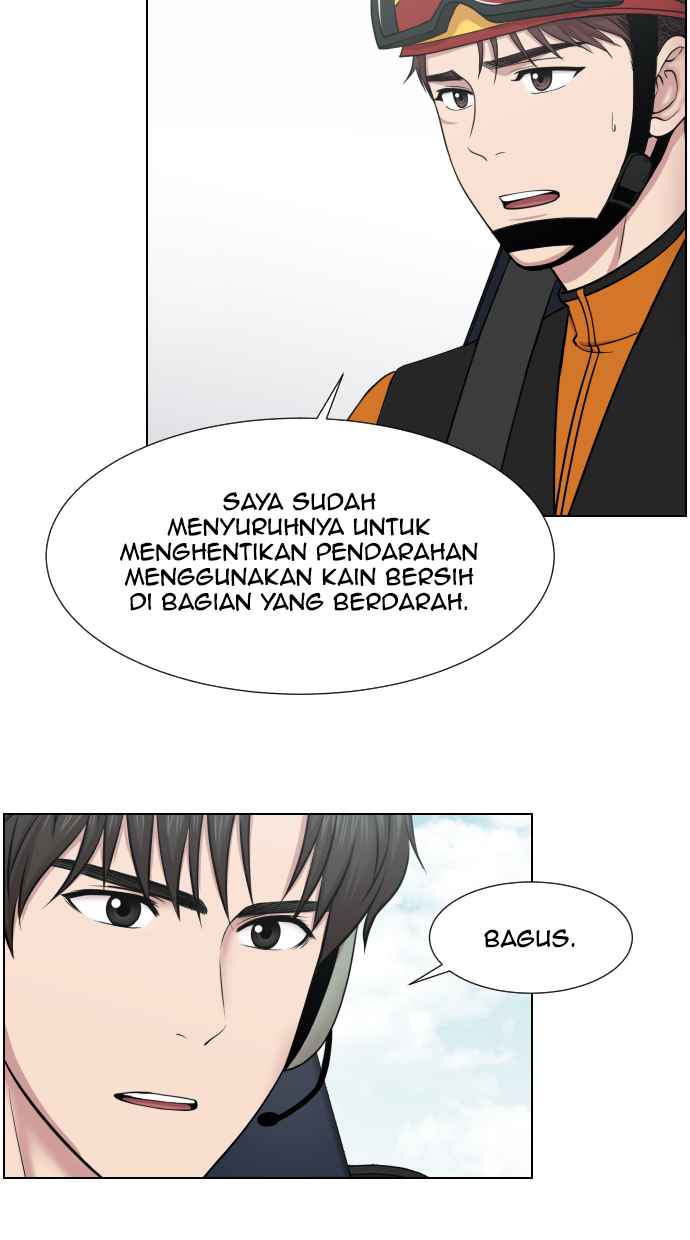 SAYA SUDAH
MENYURUHNYA UNTUK
MENGHENTIKAN PENDARAHAN
MENGGUNAKAN KAIN BERSIH
DI BAGIAN YANG BERDARAH.
BAGUS.